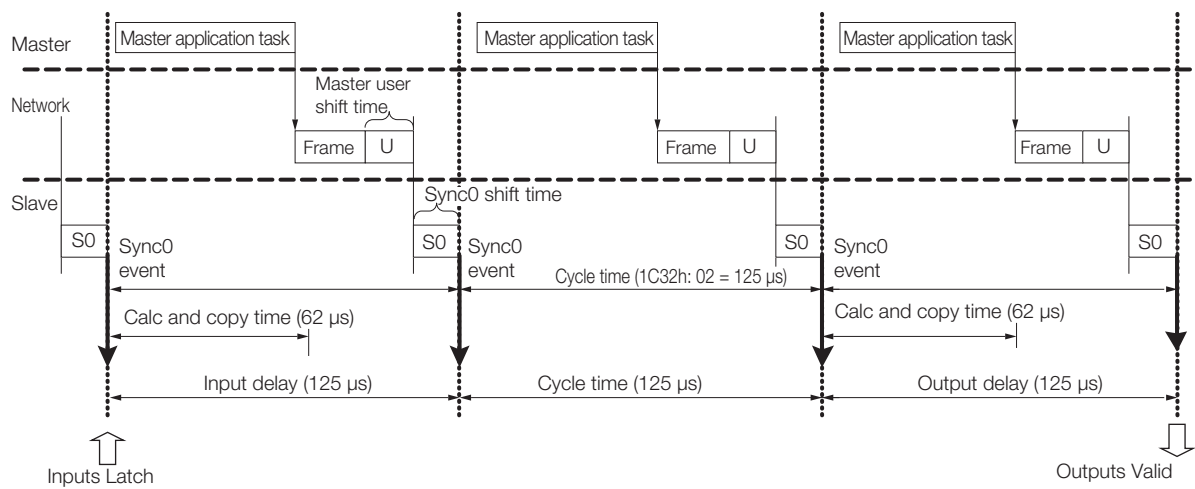 Master
Master application task
Master application task
Master application task
Network
Master user
shift time
Frame
U
Frame
U
Frame
U
Slave
Sync0 shift time
S0
Sync0
event
S0
Sync0
event
S0
Sync0
event
S0
Cycle time (1C32h: 02 = 125 µs)
Calc and copy time (62 µs)
Calc and copy time (62 µs)
Input delay (125 µs)
Cycle time (125 µs)
Output delay (125 µs)
Inputs Latch
Outputs Valid